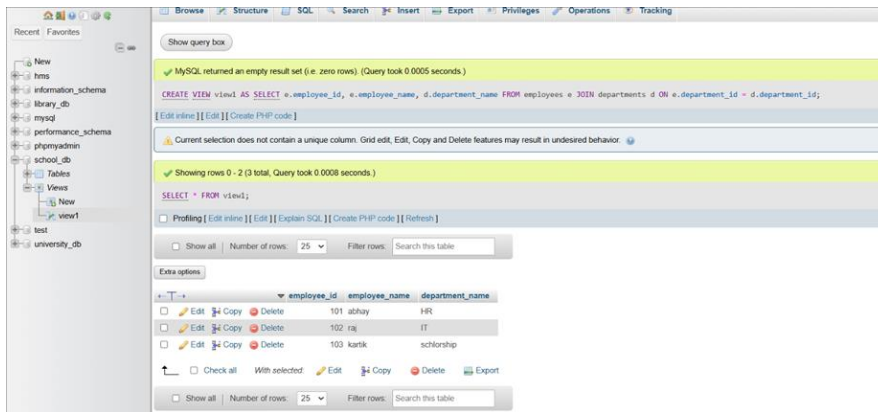 Browse Structure SQL Search Insert Export Privileges Operations Tracking
Recent Favorites
New
hms
information_schema
library_db
mysql
performance_schema
phpmyadmin
school_db
Tables
Views
New
view1
test
university_db
Show query box
MySQL returned an empty result set (i.e. zero rows). (Query took 0.0005 seconds.)
CREATE VIEW view1 AS SELECT e.employee_id, e.employee_name, d.department_name FROM employees e JOIN departments d ON e.department_id = d.department_id;
[ Edit inline ] [ Edit ] [ Create PHP code ]
Current selection does not contain a unique column. Grid edit, Edit, Copy and Delete features may result in undesired behavior.
Showing rows 0 - 2 (3 total, Query took 0.0008 seconds.)
SELECT * FROM view1;
Profiling [ Edit inline ] [ Edit ] [ Explain SQL ] [ Create PHP code ] [ Refresh ]
Show all | Number of rows: 25 Filter rows: Search this table
Extra options
employee_id employee_name department_name
Edit Copy Delete 101 abhay HR
Edit Copy Delete 102 raj IT
Edit Copy Delete 103 kartik schlorship
Check all With selected: Edit Copy Delete Export
Show all | Number of rows: 25 Filter rows: Search this table